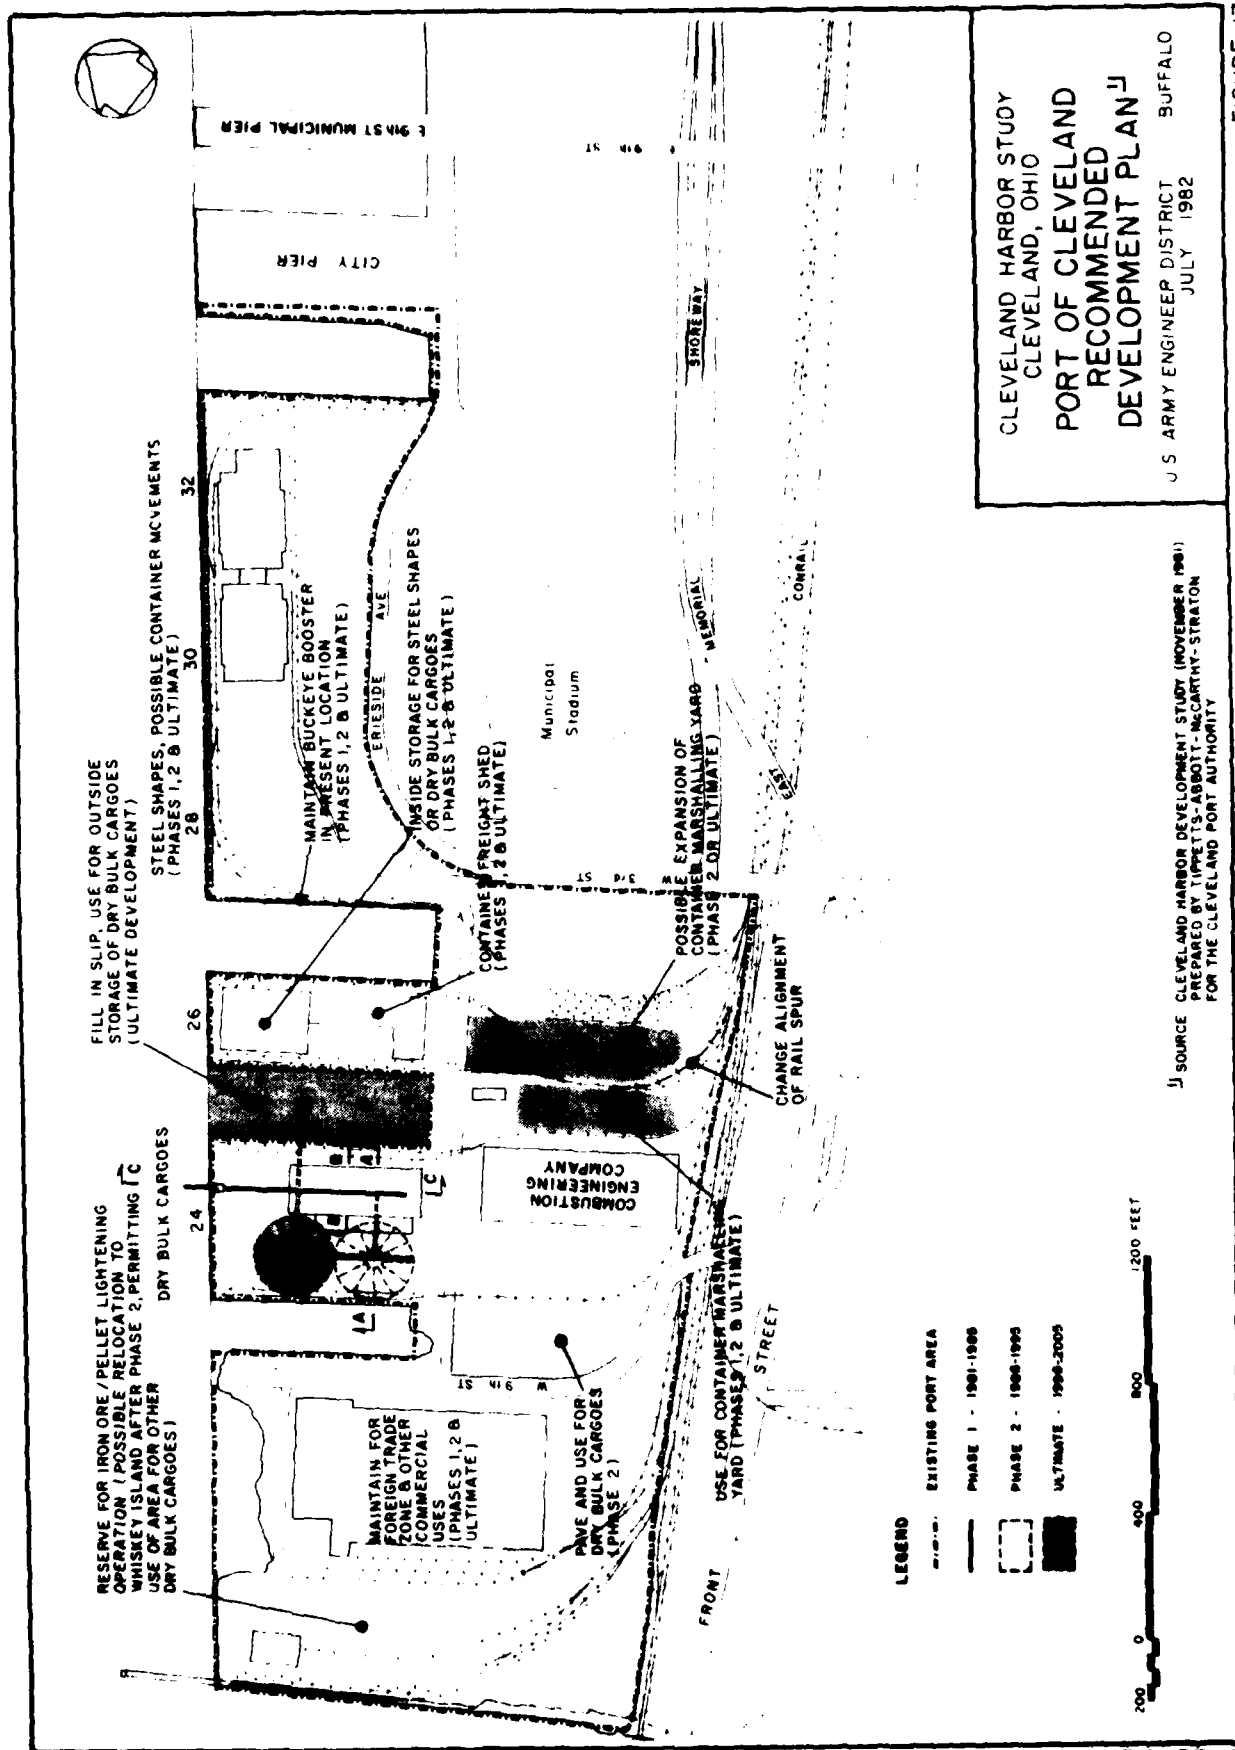 RESERVE FOR IRON ORE/PELLET LIGHTENING
OPERATION (POSSIBLE RELOCATION TO
WHISKEY ISLAND AFTER PHASE 2, PERMITTING
USE OF AREA FOR OTHER
DRY BULK CARGOES)
C
DRY BULK CARGOES
FILL IN SLIP, USE FOR OUTSIDE
STORAGE OF DRY BULK CARGOES
(ULTIMATE DEVELOPMENT)
STEEL SHAPES, POSSIBLE CONTAINER MOVEMENTS
(PHASES 1,2 & ULTIMATE)
24
26
28
30
32
MAINTAIN BUCKEYE BOOSTER
IN PRESENT LOCATION
(PHASES 1,2 & ULTIMATE)
ERIESIDE AVE
INSIDE STORAGE FOR STEEL SHAPES
OR DRY BULK CARGOES
(PHASES 1,2 & ULTIMATE)
CONTAINER FREIGHT SHED
(PHASES 1,2 & ULTIMATE)
CITY PIER
E 9th ST MUNICIPAL PIER
A
B
A
B
C
MAINTAIN FOR
FOREIGN TRADE
ZONE & OTHER
COMMERCIAL
USES
(PHASES 1,2 &
ULTIMATE)
W 9th ST
COMBUSTION
ENGINEERING
COMPANY
W 3rd ST
Municipal
Stadium
E 9th ST
PAVE AND USE FOR
DRY BULK CARGOES
(PHASE 2)
POSSIBLE EXPANSION OF
CONTAINER MARSHALLING YARD
(PHASE 2 OR ULTIMATE)
USE FOR CONTAINER MARSHALLING
YARD (PHASES 1,2 & ULTIMATE)
CHANGE ALIGNMENT
OF RAIL SPUR
MEMORIAL
SHOREWAY
EAST
CONRAIL
FRONT STREET
LEGEND
EXISTING PORT AREA
PHASE 1 - 1981-1985
PHASE 2 - 1986-1995
ULTIMATE - 1996-2005
200 0 400 800 1200 FEET
1/ SOURCE CLEVELAND HARBOR DEVELOPMENT STUDY (NOVEMBER 1981)
PREPARED BY TIPPETTS-ABBOTT-McCARTHY-STRATON
FOR THE CLEVELAND PORT AUTHORITY
CLEVELAND HARBOR STUDY
CLEVELAND, OHIO
PORT OF CLEVELAND
RECOMMENDED
DEVELOPMENT PLAN 1/
U S ARMY ENGINEER DISTRICT BUFFALO
JULY 1982